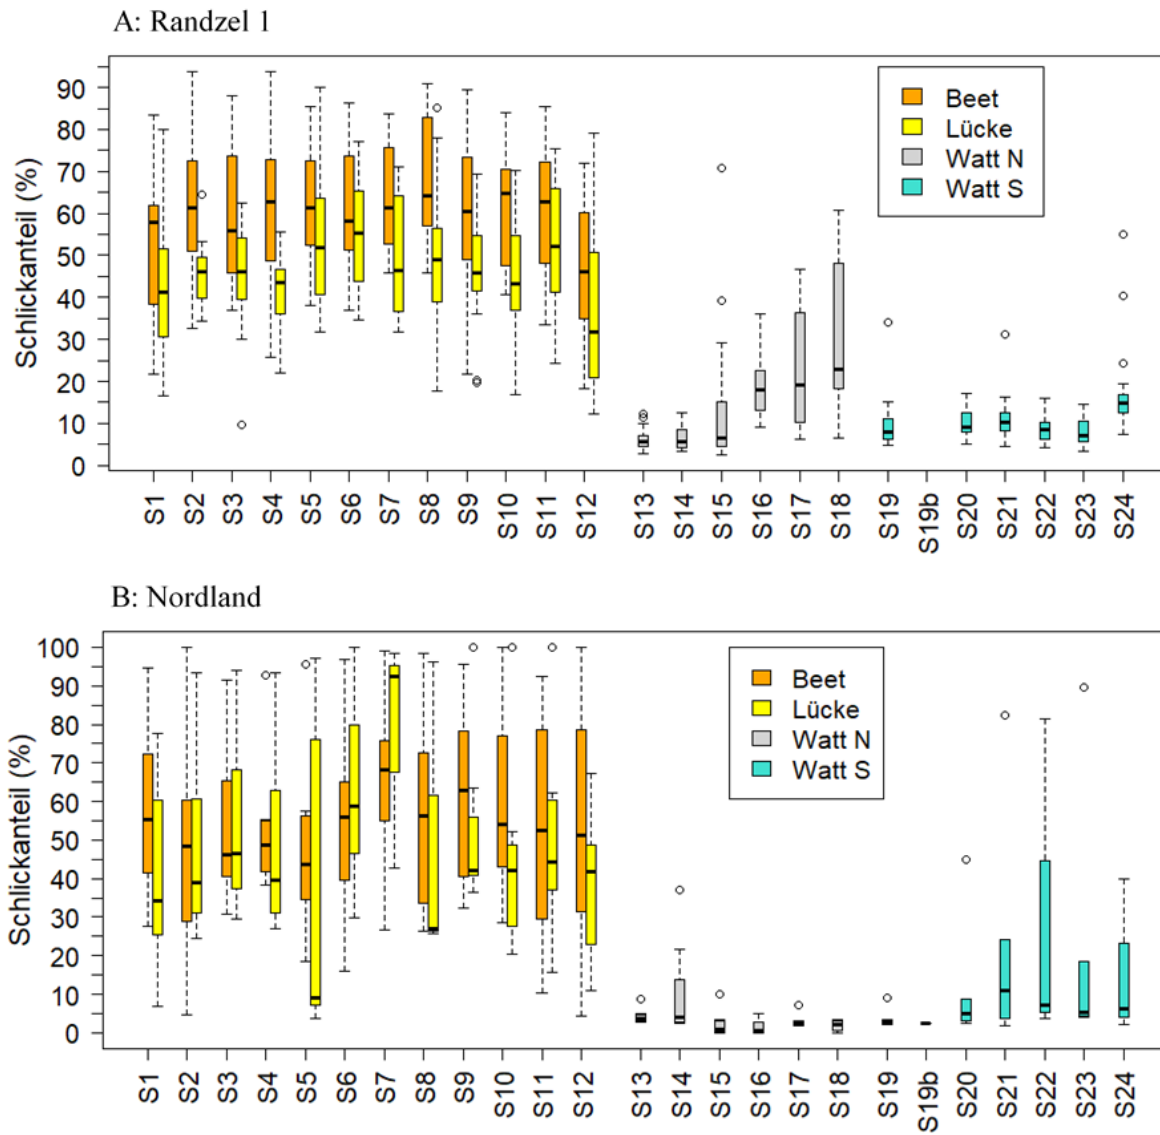 A: Randzel 1
Schlickanteil (%)
90
80
70
60
50
40
30
20
10
0
Beet
Lücke
Watt N
Watt S
S1 S2 S3 S4 S5 S6 S7 S8 S9 S10 S11 S12 S13 S14 S15 S16 S17 S18 S19 S19b S20 S21 S22 S23 S24
B: Nordland
Schlickanteil (%)
100
90
80
70
60
50
40
30
20
10
0
Beet
Lücke
Watt N
Watt S
S1 S2 S3 S4 S5 S6 S7 S8 S9 S10 S11 S12 S13 S14 S15 S16 S17 S18 S19 S19b S20 S21 S22 S23 S24